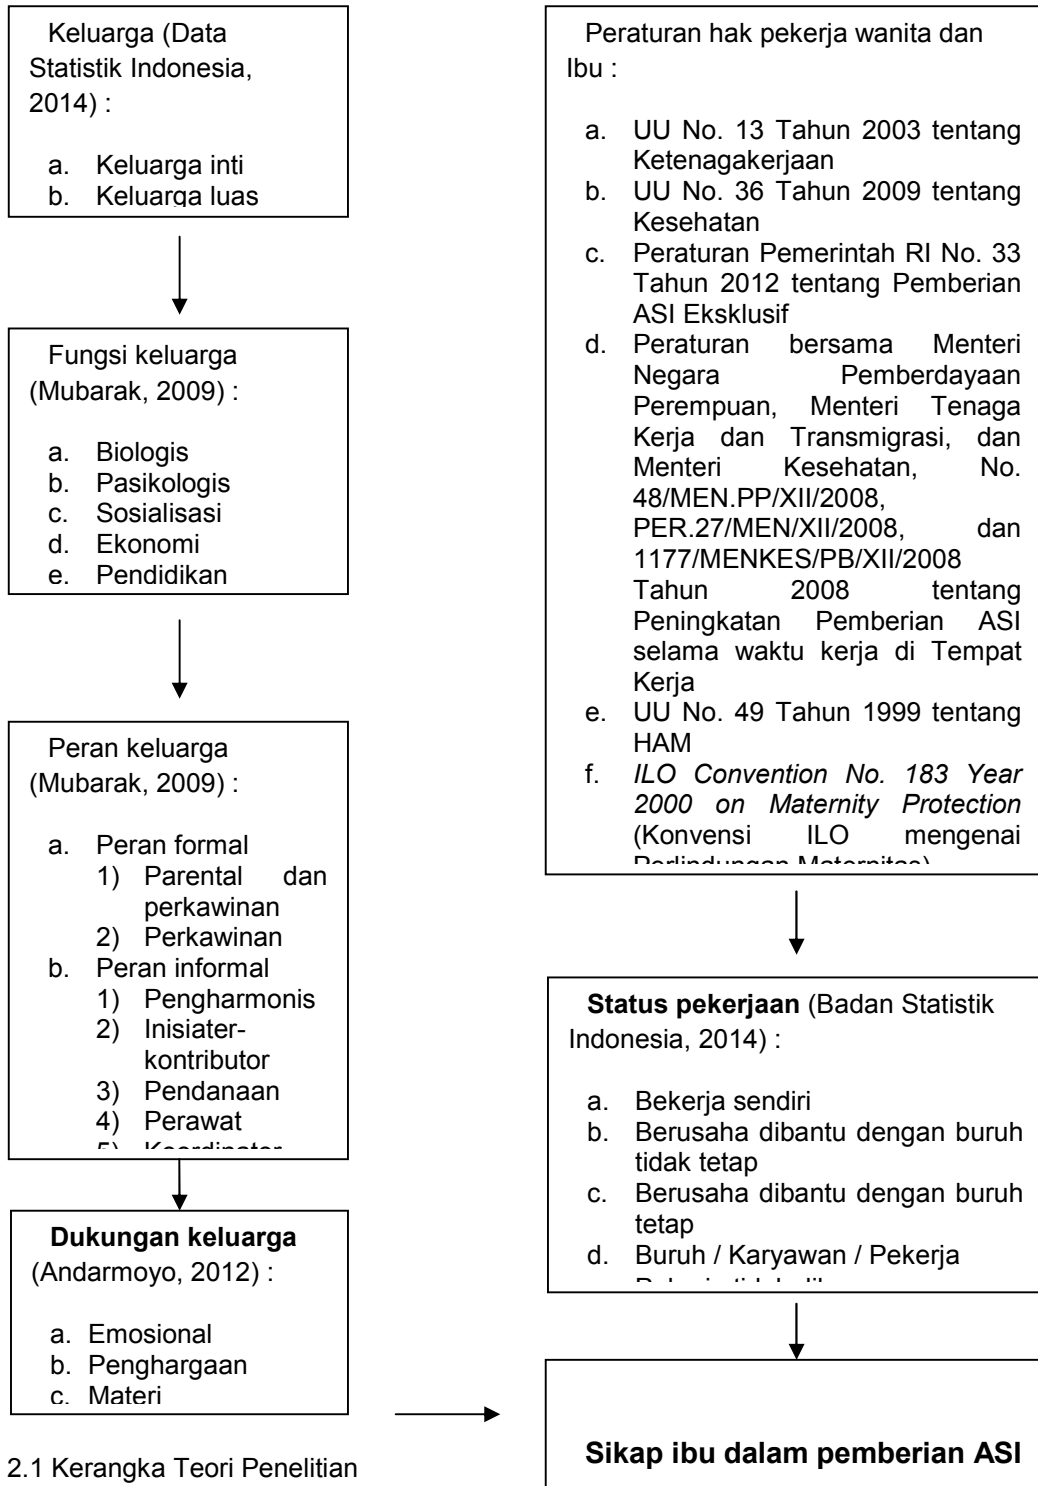 Keluarga (Data
Statistik Indonesia,
2014) :
a. Keluarga inti
b. Keluarga luas
Fungsi keluarga
(Mubarak, 2009) :
a. Biologis
b. Pasikologis
c. Sosialisasi
d. Ekonomi
e. Pendidikan
Peran keluarga
(Mubarak, 2009) :
a. Peran formal
1) Parental dan
perkawinan
2) Perkawinan
b. Peran informal
1) Pengharmonis
2) Inisiater-
kontributor
3) Pendanaan
4) Perawat
5) Koordinator
Dukungan keluarga
(Andarmoyo, 2012) :
a. Emosional
b. Penghargaan
c. Materi
2.1 Kerangka Teori Penelitian
Peraturan hak pekerja wanita dan
Ibu :
a. UU No. 13 Tahun 2003 tentang
Ketenagakerjaan
b. UU No. 36 Tahun 2009 tentang
Kesehatan
c. Peraturan Pemerintah RI No. 33
Tahun 2012 tentang Pemberian
ASI Eksklusif
d. Peraturan bersama Menteri
Negara Pemberdayaan
Perempuan, Menteri Tenaga
Kerja dan Transmigrasi, dan
Menteri Kesehatan, No.
48/MEN.PP/XII/2008,
PER.27/MEN/XII/2008, dan
1177/MENKES/PB/XII/2008
Tahun 2008 tentang
Peningkatan Pemberian ASI
selama waktu kerja di Tempat
Kerja
e. UU No. 49 Tahun 1999 tentang
HAM
f. ILO Convention No. 183 Year
2000 on Maternity Protection
(Konvensi ILO mengenai
Perlindungan Maternitas)
Status pekerjaan (Badan Statistik
Indonesia, 2014) :
a. Bekerja sendiri
b. Berusaha dibantu dengan buruh
tidak tetap
c. Berusaha dibantu dengan buruh
tetap
d. Buruh / Karyawan / Pekerja
Sikap ibu dalam pemberian ASI